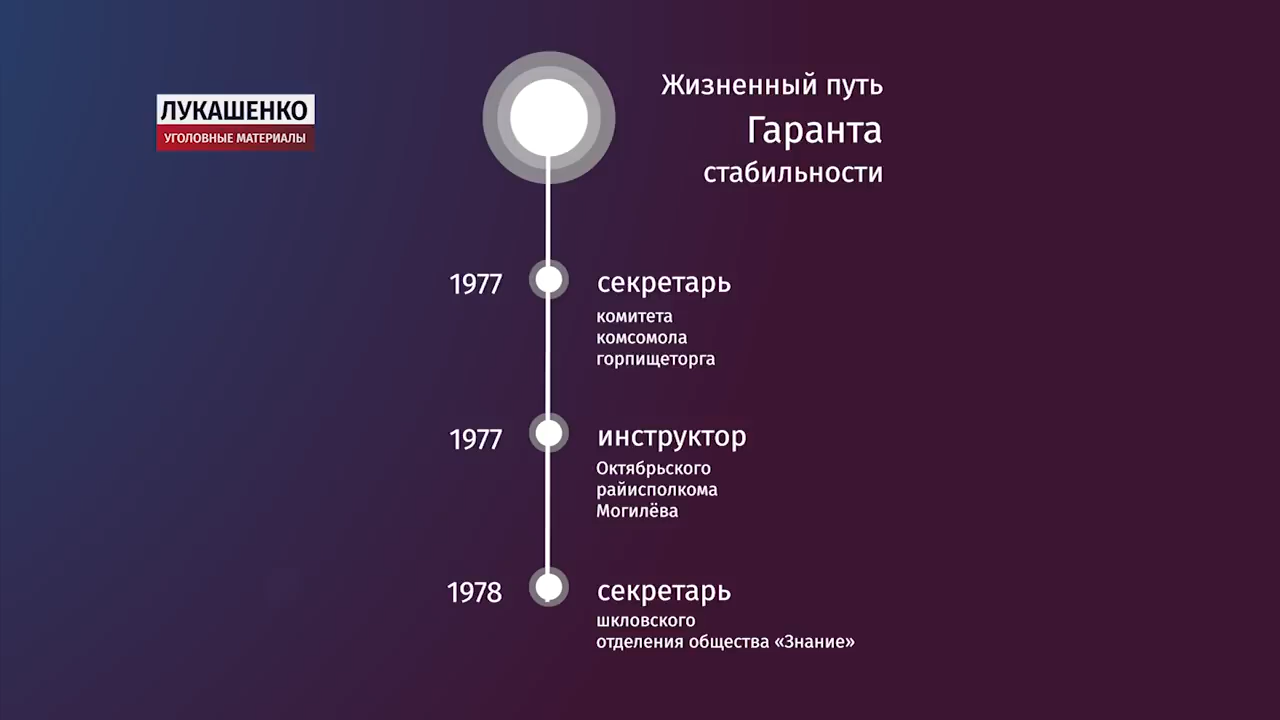 ЛУКАШЕНКО
УГОЛОВНЫЕ МАТЕРИАЛЫ
Жизненный путь
Гаранта
стабильности
1977
секретарь
комитета
комсомола
горпищеторга
1977
инструктор
Октябрьского
райисполкома
Могилёва
1978
секретарь
шкловского
отделения общества «Знание»